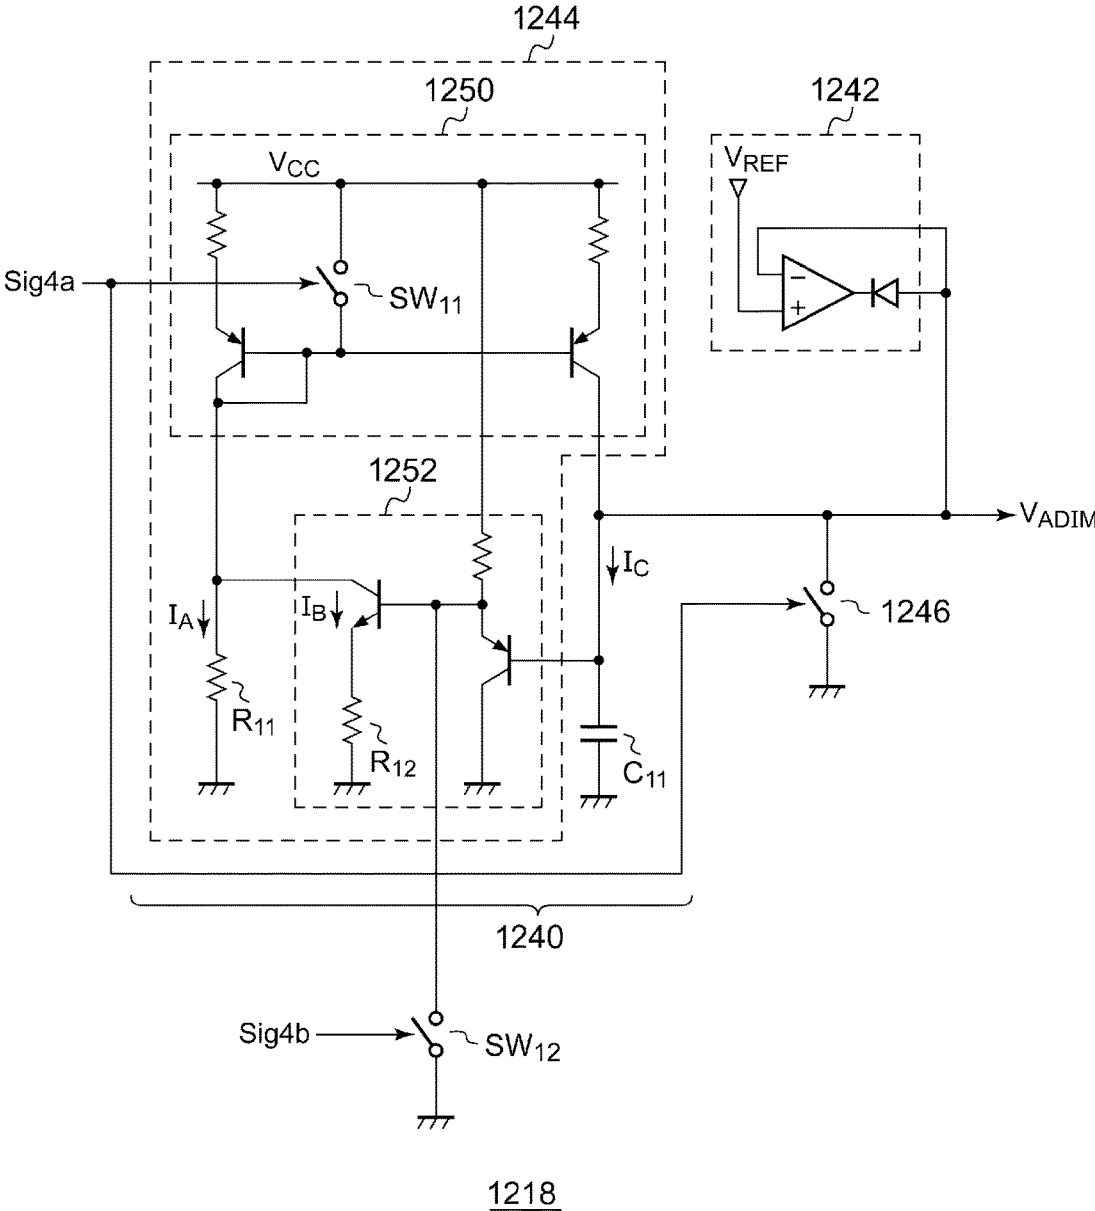 1244
1250
1242
VCC
VREF
Sig4a
SW11
−
+
1252
VADIM
IC
IA
IB
1246
R11
R12
C11
1240
Sig4b
SW12
1218